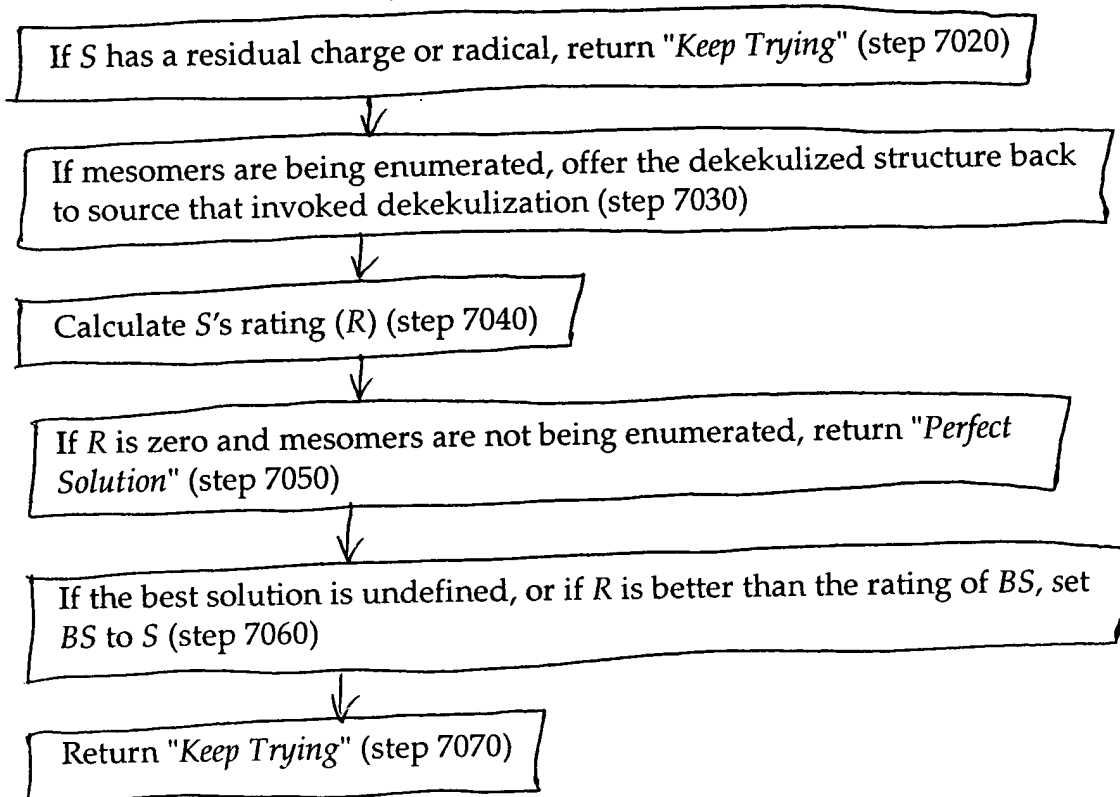 If S has a residual charge or radical, return "Keep Trying" (step 7020)
If mesomers are being enumerated, offer the dekekulized structure back
to source that invoked dekekulization (step 7030)
Calculate S's rating (R) (step 7040)
If R is zero and mesomers are not being enumerated, return "Perfect
Solution" (step 7050)
If the best solution is undefined, or if R is better than the rating of BS, set
BS to S (step 7060)
Return "Keep Trying" (step 7070)